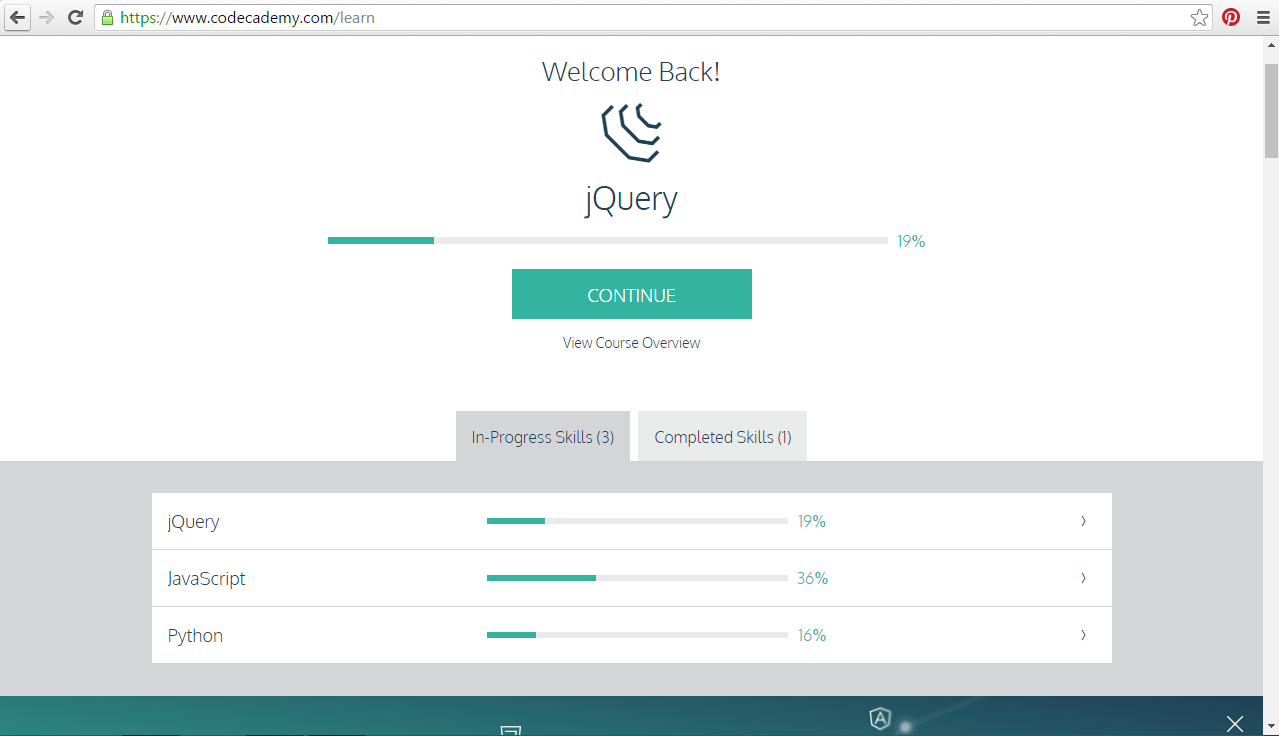 https://www.codecademy.com/learn
Welcome Back!
jQuery
19%
CONTINUE
View Course Overview
In-Progress Skills (3) Completed Skills (1)
jQuery 19%
JavaScript 36%
Python 16%